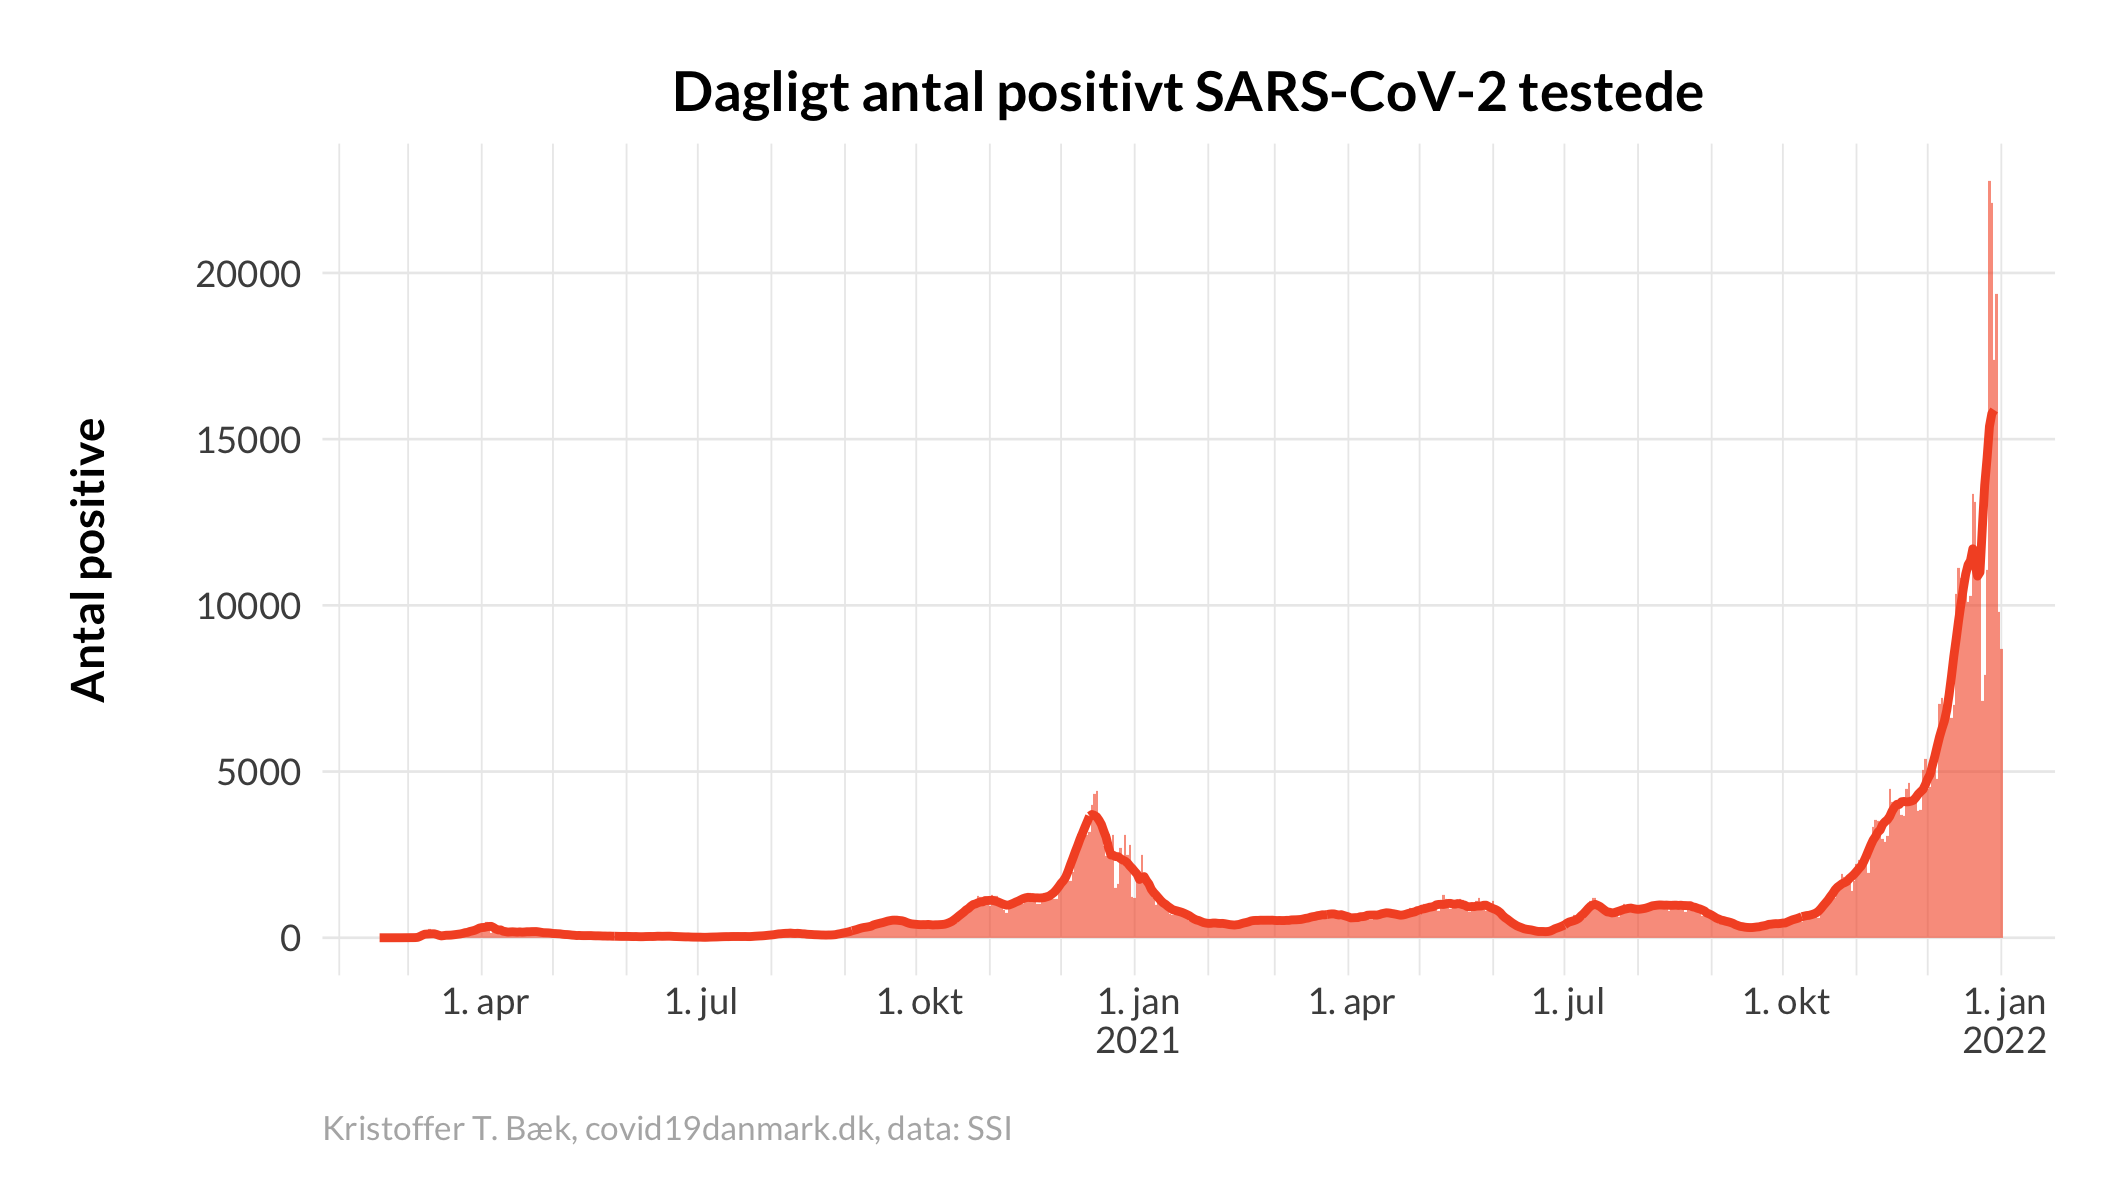 Dagligt antal positivt SARS-CoV-2 testede
Antal positive
20000
15000
10000
5000
0
1. apr
1. jul
1. okt
1. jan
2021
1. apr
1. jul
1. okt
1. jan
2022
Kristoffer T. Bæk, covid19danmark.dk, data: SSI